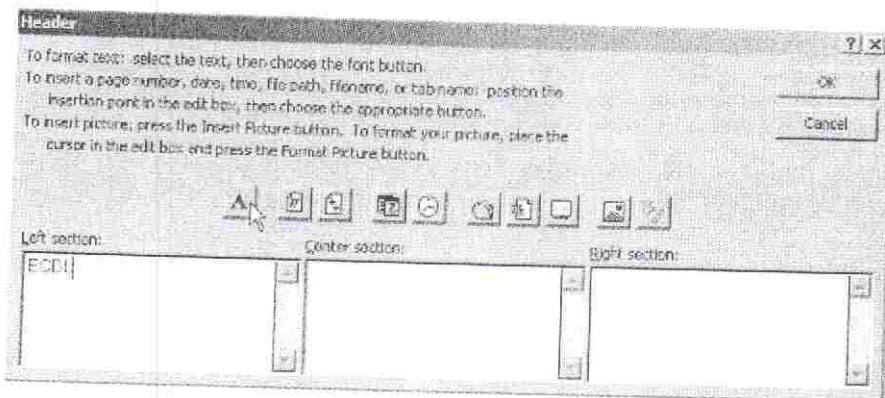 Header
To format text: select the text, then choose the font button.
To insert a page number, date, time, file path, filename, or tab name: position the
insertion point in the edit box, then choose the appropriate button.
To insert picture: press the Insert Picture button. To format your picture, place the
cursor in the edit box and press the Format Picture button.
OK
Cancel
A
Left section:
Center section:
Right section:
ECDL